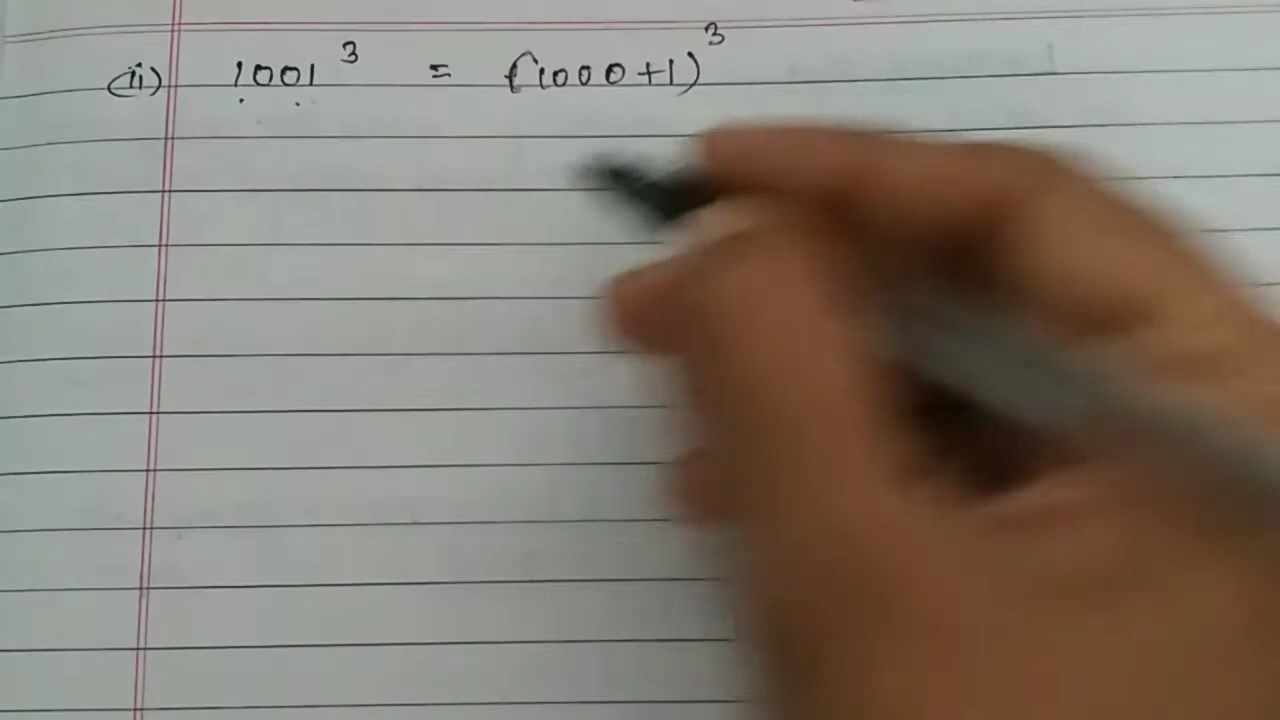 (ii) 1001³ = (1000+1)³